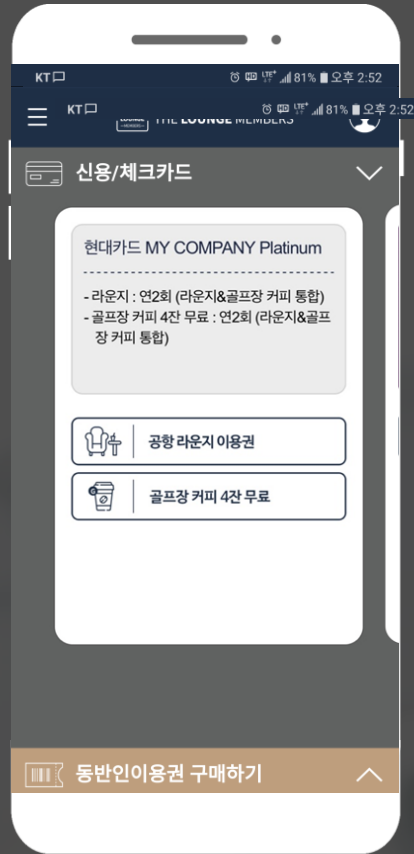 KT 81% 오후 2:52
KT 81% 오후 2:52
LOUNGE
MEMBERS
THE LOUNGE MEMBERS
신용/체크카드
현대카드 MY COMPANY Platinum
- 라운지 : 연2회 (라운지&골프장 커피 통합)
- 골프장 커피 4잔 무료 : 연2회 (라운지&골프
장 커피 통합)
공항 라운지 이용권
골프장 커피 4잔 무료
동반인이용권 구매하기